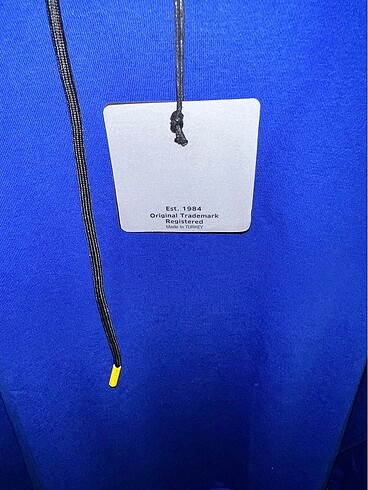 Est. 1984
Original Trademark
Registered
Made In TURKEY